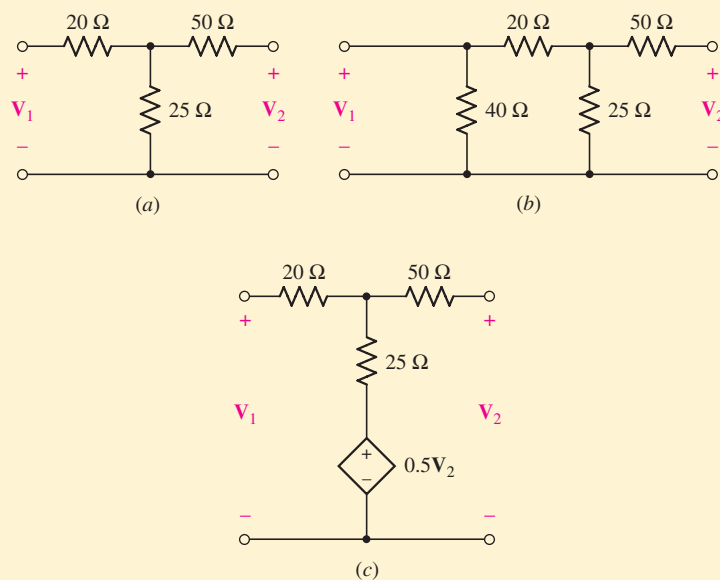 20 Ω 50 Ω
+ +
V1 25 Ω V2
− −
(a)
20 Ω 50 Ω
+ +
V1 40 Ω 25 Ω V2
− −
(b)
20 Ω 50 Ω
+ +
25 Ω
V1 V2
+
− 0.5V2
− −
(c)